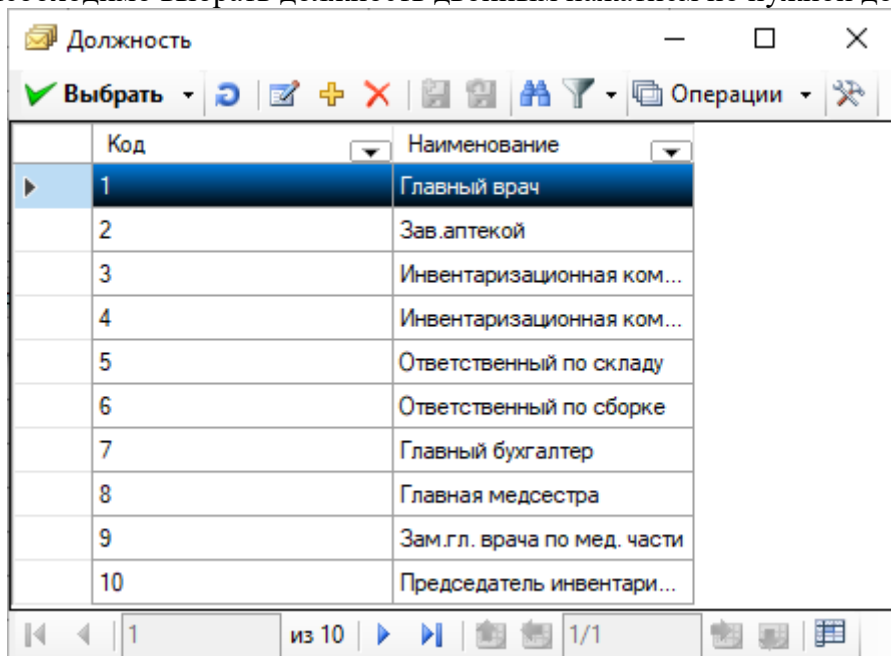 Должность
Выбрать
Операции
Код Наименование
1 Главный врач
2 Зав.аптекой
3 Инвентаризационная ком...
4 Инвентаризационная ком...
5 Ответственный по складу
6 Ответственный по сборке
7 Главный бухгалтер
8 Главная медсестра
9 Зам.гл. врача по мед. части
10 Председатель инвентари...
1 из 10 1/1